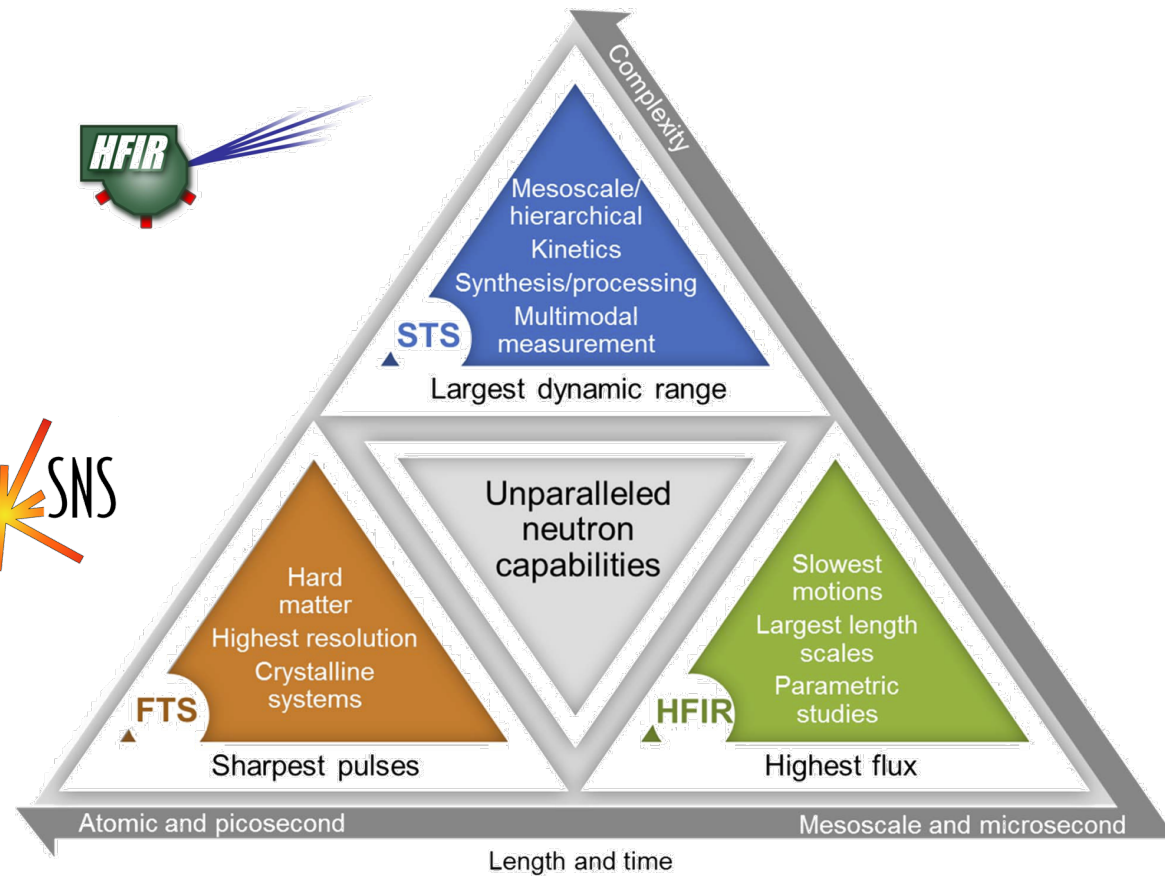 HFIR
Complexity
Mesoscale/
hierarchical
Kinetics
Synthesis/processing
Multimodal
measurement
STS
Largest dynamic range
SNS
Unparalleled
neutron
capabilities
Hard
matter
Highest resolution
Crystalline
systems
FTS
Sharpest pulses
Slowest
motions
Largest length
scales
Parametric
studies
HFIR
Highest flux
Atomic and picosecond
Mesoscale and microsecond
Length and time